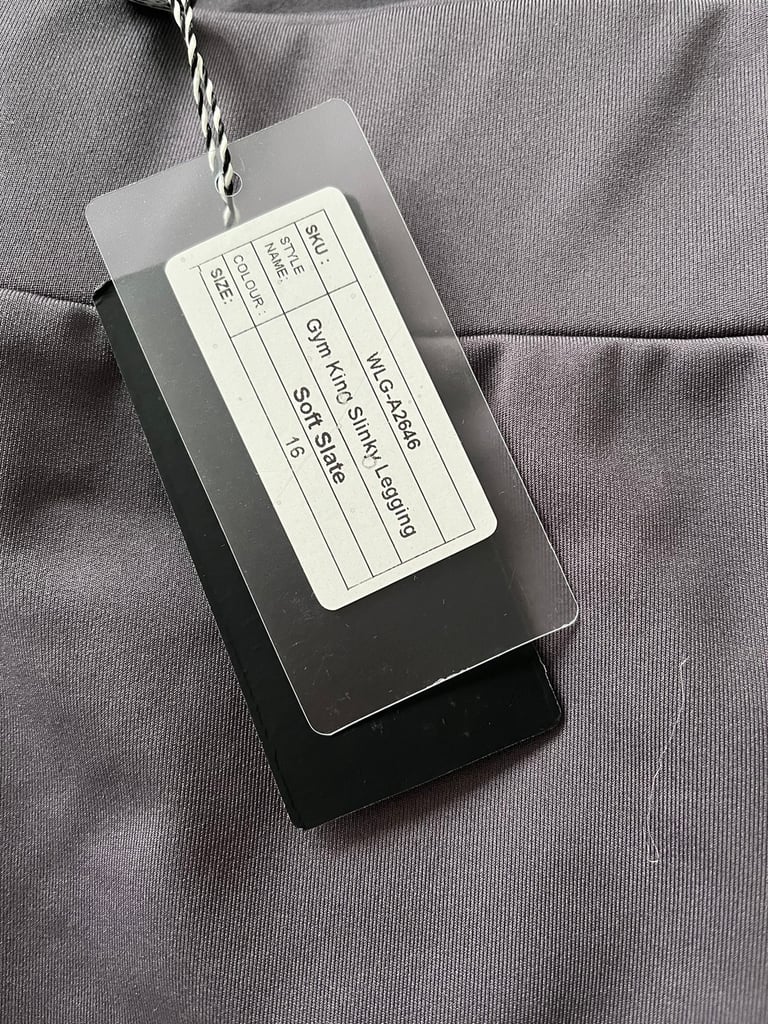 SKU : WLG-A2646
STYLE NAME: Gym King Slinky Legging
COLOUR : Soft Slate
SIZE: 16